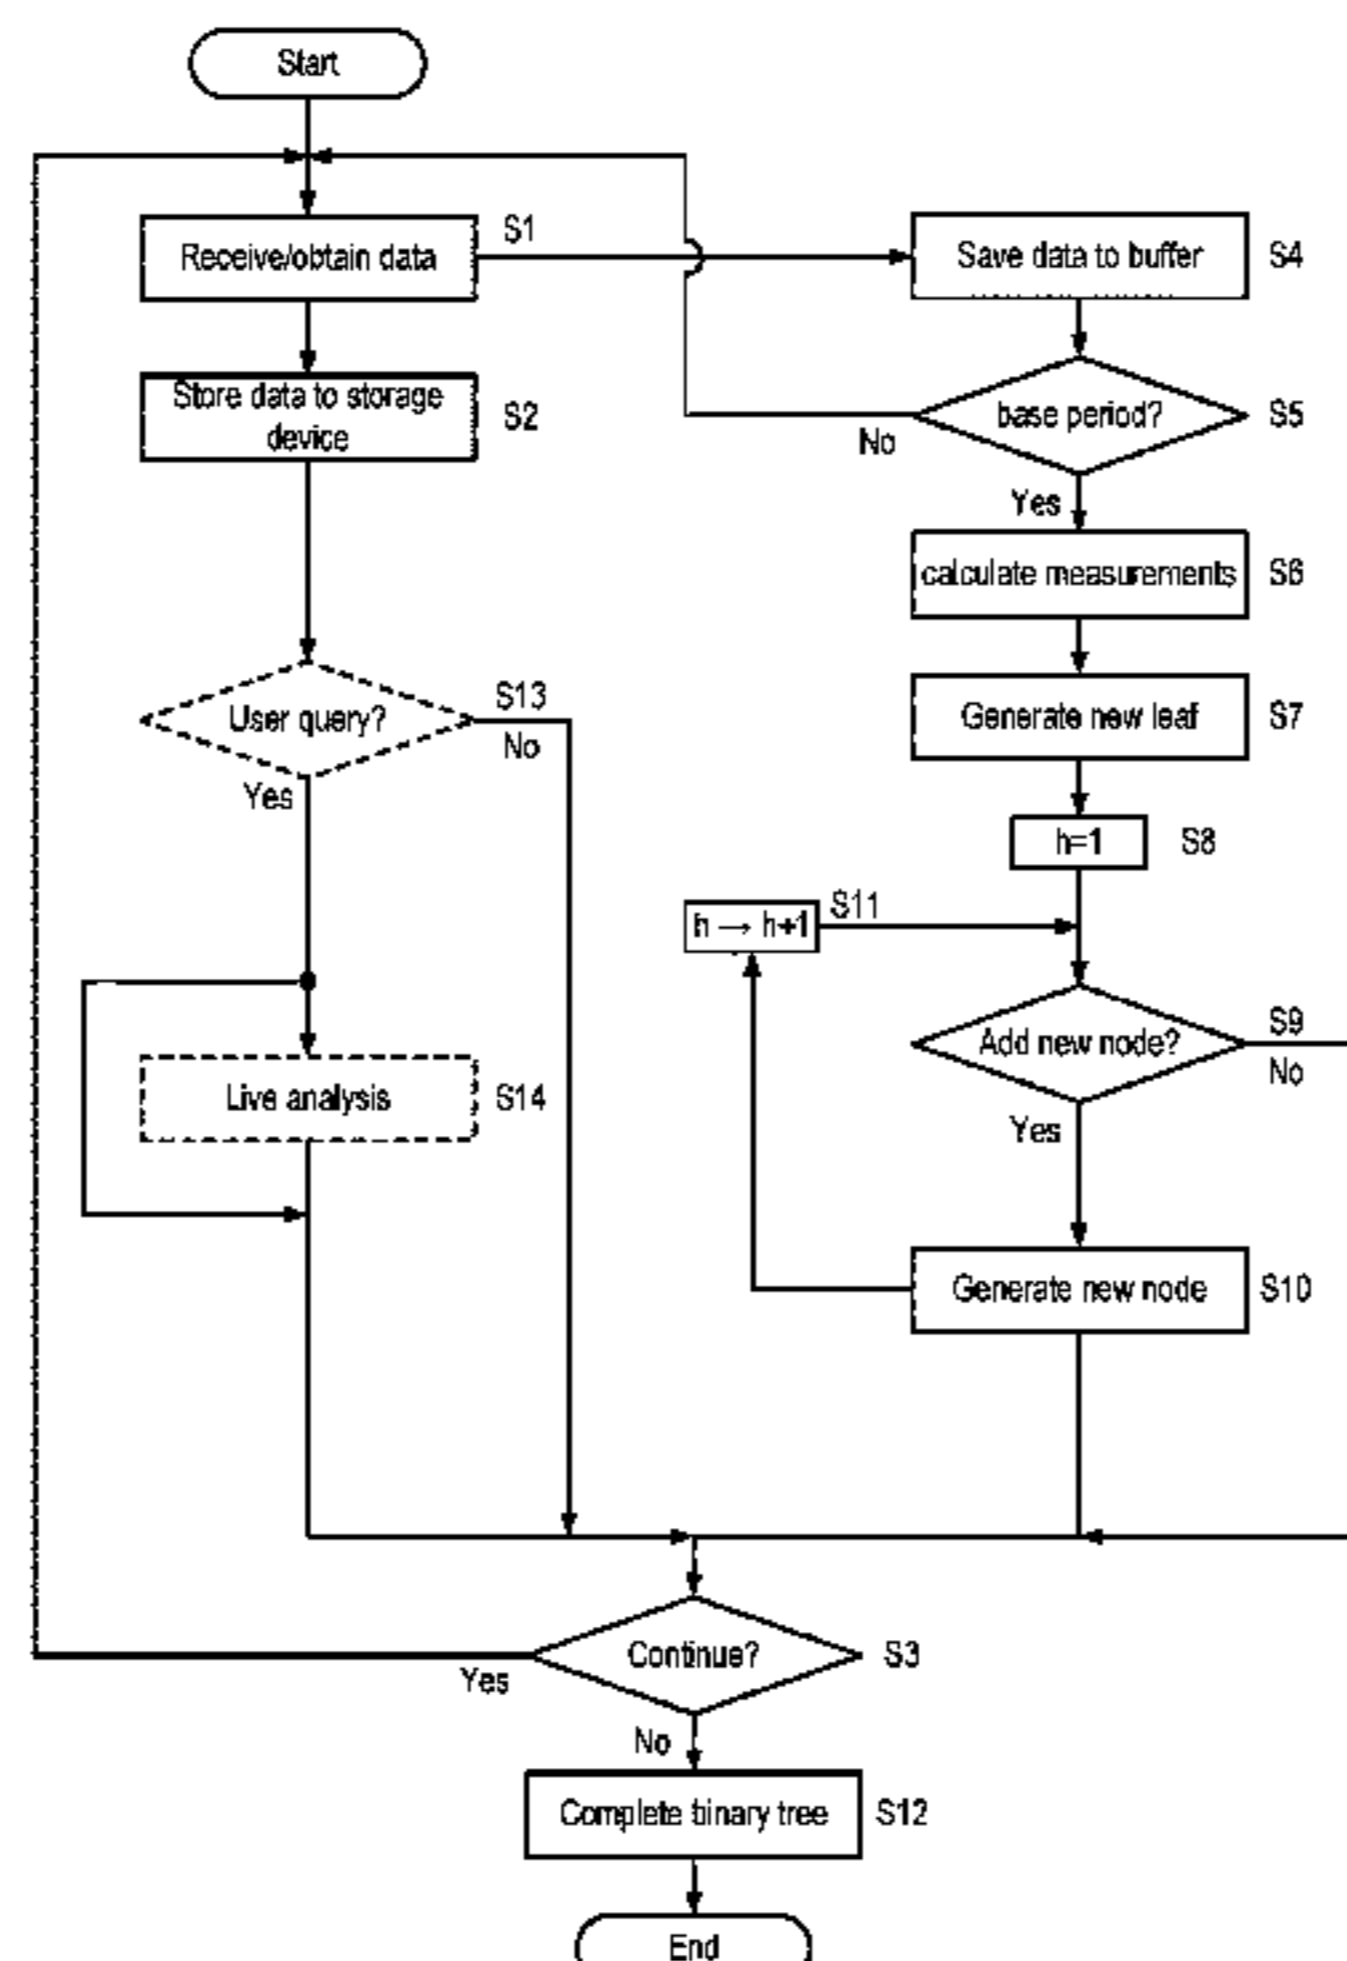 Start
Receive/obtain data
S1
Save data to buffer
S4
Store data to storage
device
S2
base period?
S5
No
Yes
calculate measurements
S6
User query?
S13
No
Yes
Generate new leaf
S7
h=1
S8
h → h+1
S11
Add new node?
S9
No
Yes
Live analysis
S14
Generate new node
S10
Continue?
S3
Yes
No
Complete binary tree
S12
End